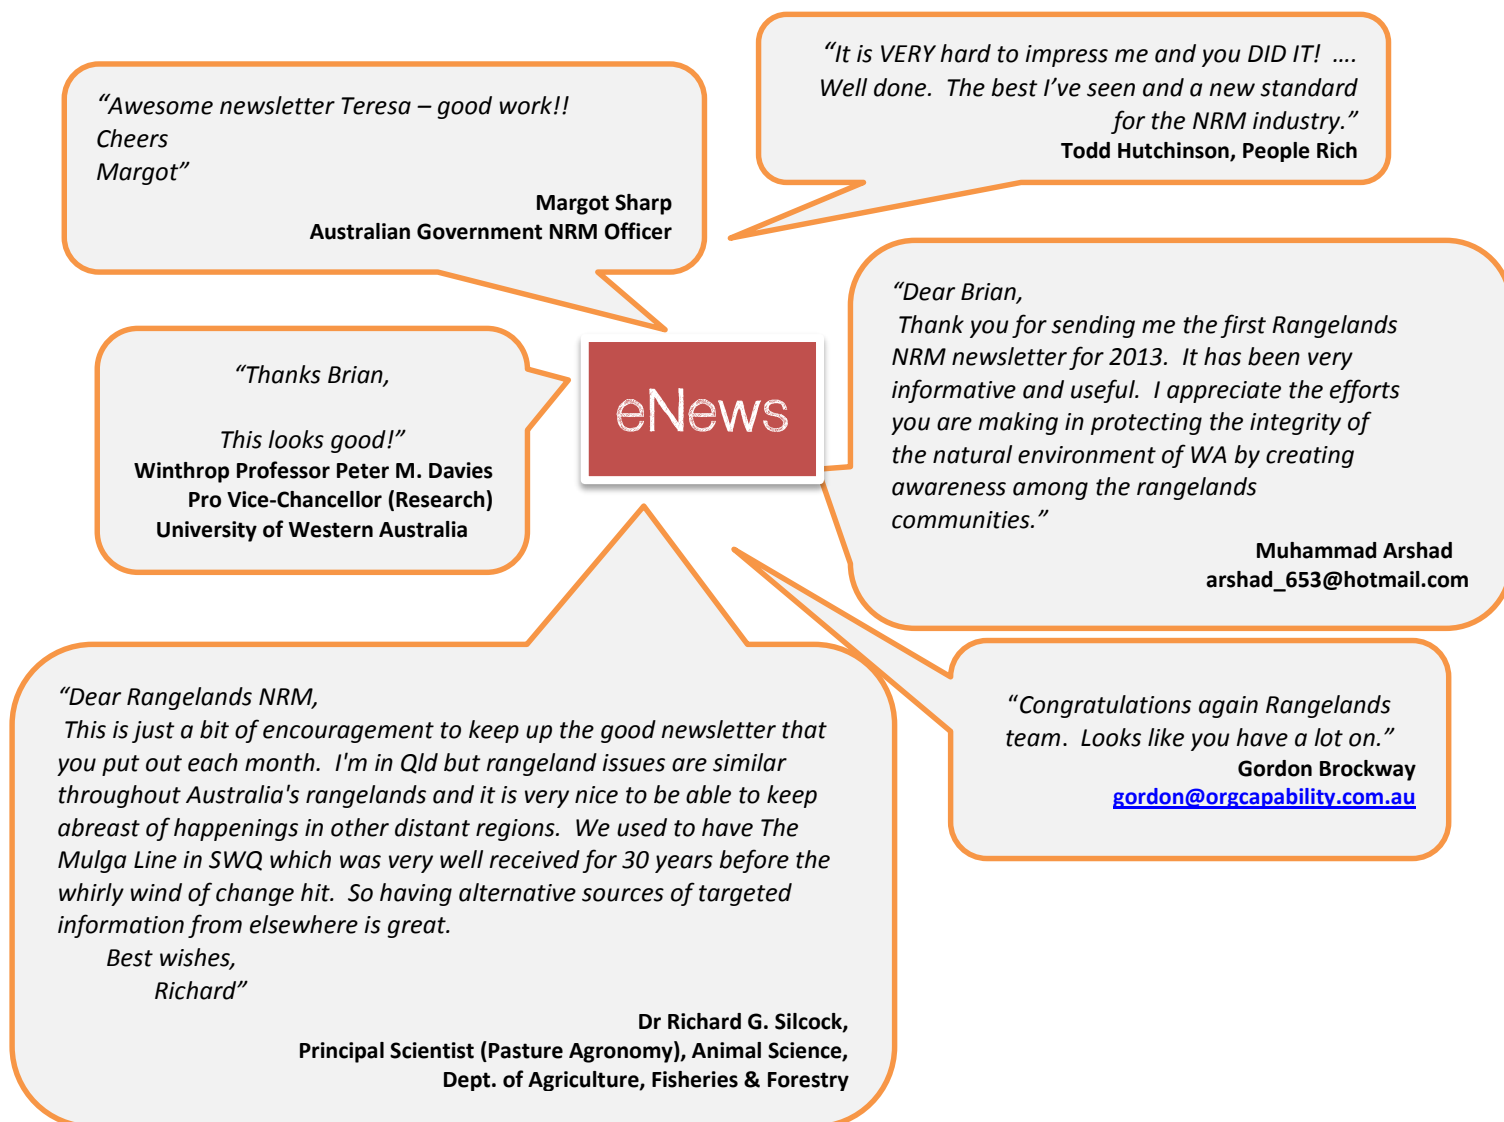 “Awesome newsletter Teresa – good work!!
Cheers
Margot”
Margot Sharp
Australian Government NRM Officer
“It is VERY hard to impress me and you DID IT!  ....
Well done.  The best I’ve seen and a new standard
for the NRM industry.”
Todd Hutchinson, People Rich
“Thanks Brian,
This looks good!”
Winthrop Professor Peter M. Davies
Pro Vice-Chancellor (Research)
University of Western Australia
eNews
“Dear Brian,
Thank you for sending me the first Rangelands
NRM newsletter for 2013.  It has been very
informative and useful.  I appreciate the efforts
you are making in protecting the integrity of
the natural environment of WA by creating
awareness among the rangelands
communities.”
Muhammad Arshad
arshad_653@hotmail.com
“Dear Rangelands NRM,
This is just a bit of encouragement to keep up the good newsletter that
you put out each month.  I'm in Qld but rangeland issues are similar
throughout Australia's rangelands and it is very nice to be able to keep
abreast of happenings in other distant regions.  We used to have The
Mulga Line in SWQ which was very well received for 30 years before the
whirly wind of change hit.  So having alternative sources of targeted
information from elsewhere is great.
Best wishes,
Richard”
Dr Richard G. Silcock,
Principal Scientist (Pasture Agronomy), Animal Science,
Dept. of Agriculture, Fisheries & Forestry
“Congratulations again Rangelands
team.  Looks like you have a lot on.”
Gordon Brockway
gordon@orgcapability.com.au